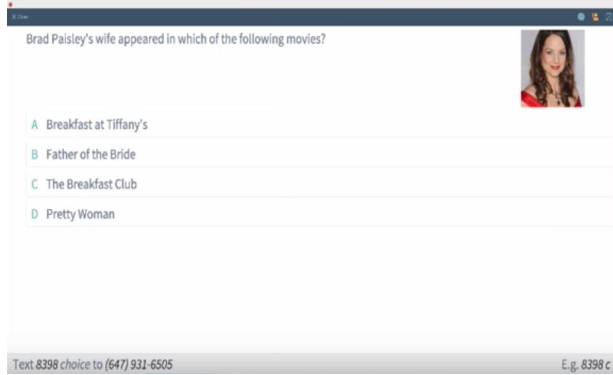 Brad Paisley's wife appeared in which of the following movies?
A Breakfast at Tiffany's
B Father of the Bride
C The Breakfast Club
D Pretty Woman
Text 8398 choice to (647) 931-6505
E.g. 8398 c